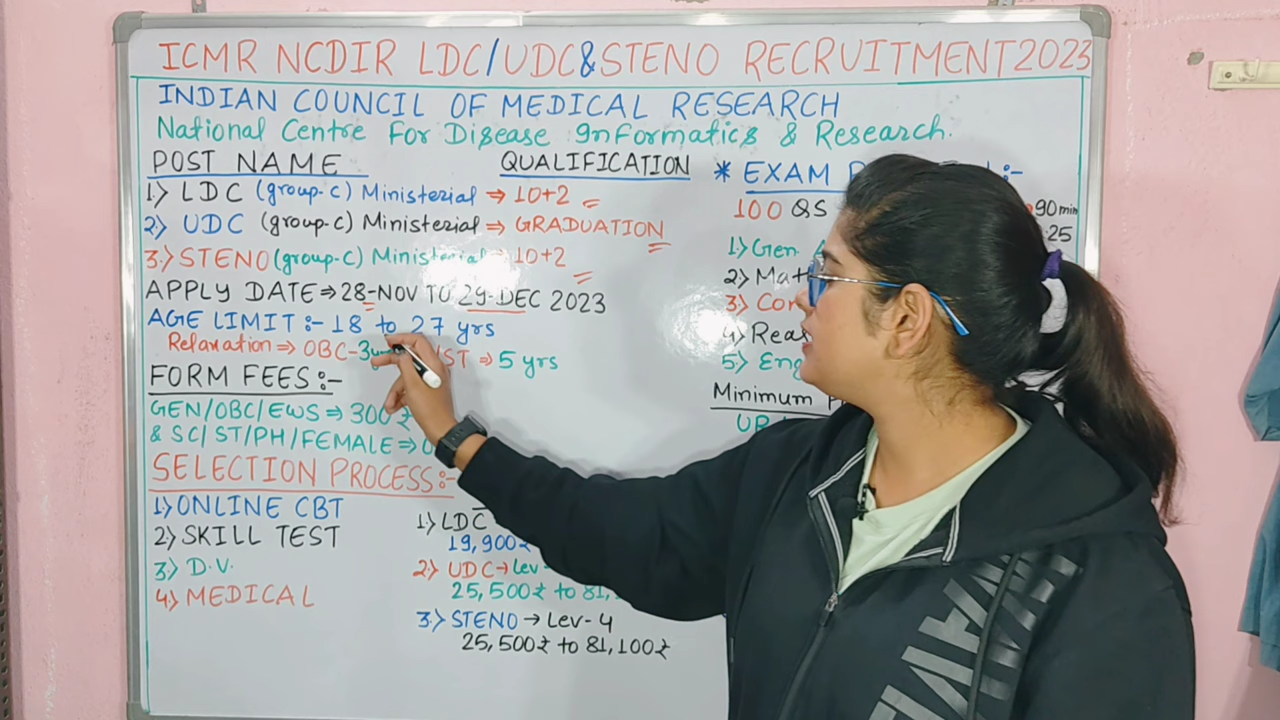 ICMR NCDIR LDC/UDC&STENO RECRUITMENT2023
INDIAN COUNCIL OF MEDICAL RESEARCH
National Centre For Disease Informatics & Research.
POST NAME
QUALIFICATION
1.) LDC (group-c) Ministerial ⇒ 10+2
2.) UDC (group-c) Ministerial ⇒ GRADUATION
3.) STENO (group-c) Ministerial ⇒ 10+2
APPLY DATE ⇒ 28-NOV TO 29-DEC 2023
AGE LIMIT :- 18 to 27 yrs
Relaxation ⇒ OBC-3 /ST ⇒ 5 yrs
FORM FEES :-
GEN/OBC/EWS ⇒ 300₹
& SC/ST/PH/FEMALE ⇒ 0
SELECTION PROCESS:-
1) ONLINE CBT
2) SKILL TEST
3) D.V.
4) MEDICAL
1) LDC
19,900₹
2.) UDC → Lev-
25,500₹ to 81,
3.) STENO → Lev-4
25,500₹ to 81,100₹
* EXAM :-
100 QS 90 min
.25
1.) Gen
2.)
3.)
4.)
5.)
Minimum
UR